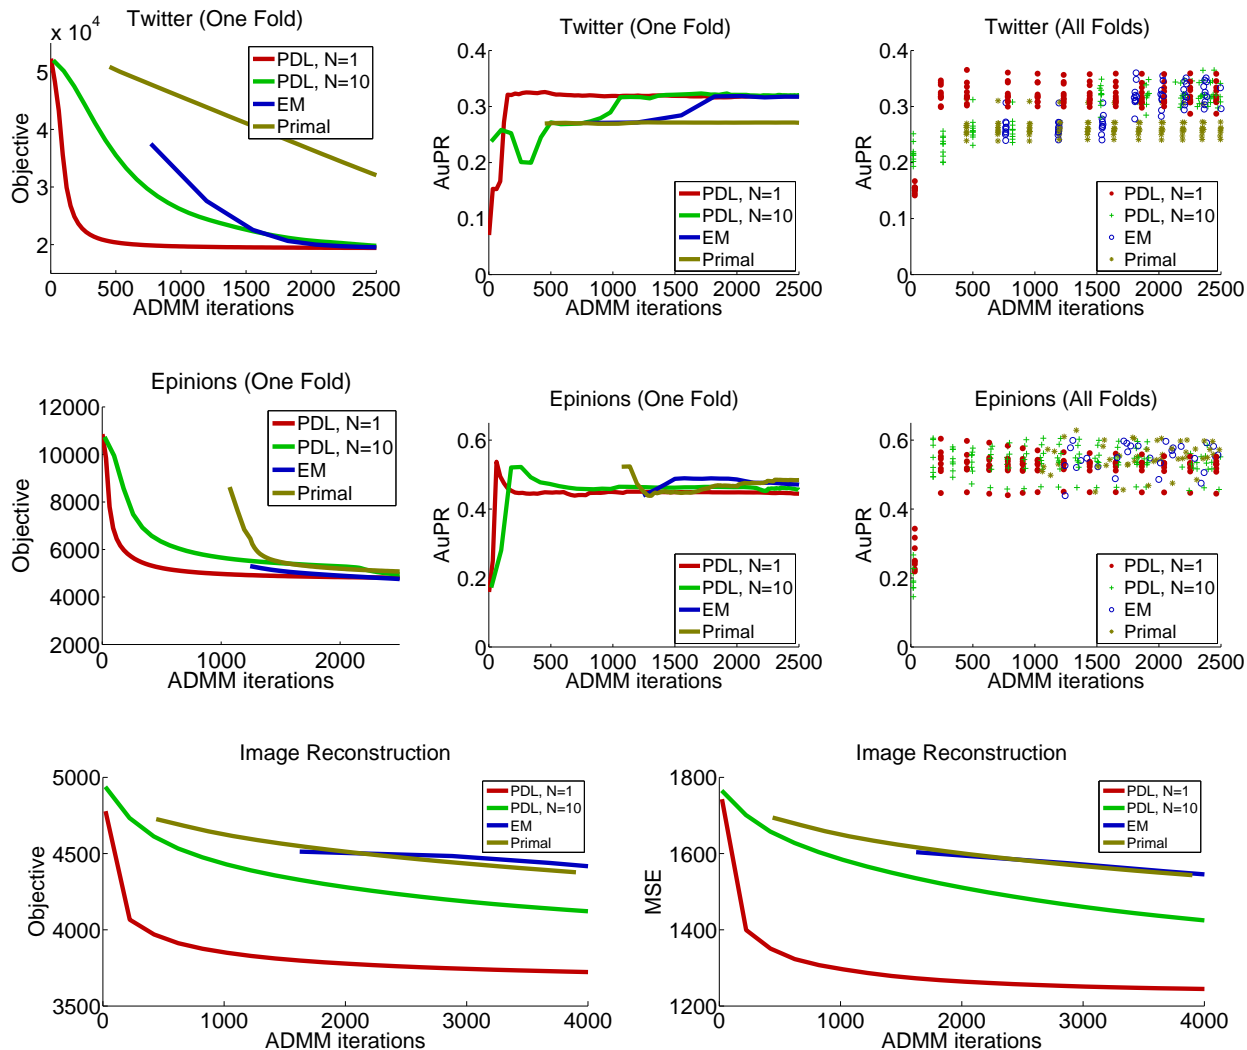 Twitter (One Fold)
x 10^4
5
4
3
2
0 500 1000 1500 2000 2500
Objective
ADMM iterations
PDL, N=1
PDL, N=10
EM
Primal
Twitter (One Fold)
0.4
0.3
0.2
0.1
0
0 500 1000 1500 2000 2500
AuPR
ADMM iterations
PDL, N=1
PDL, N=10
EM
Primal
Twitter (All Folds)
0.4
0.3
0.2
0.1
0
0 500 1000 1500 2000 2500
AuPR
ADMM iterations
PDL, N=1
PDL, N=10
EM
Primal
Epinions (One Fold)
12000
10000
8000
6000
4000
2000
0 1000 2000
Objective
ADMM iterations
PDL, N=1
PDL, N=10
EM
Primal
Epinions (One Fold)
0.6
0.4
0.2
0
0 500 1000 1500 2000 2500
AuPR
ADMM iterations
PDL, N=1
PDL, N=10
EM
Primal
Epinions (All Folds)
0.6
0.4
0.2
0
0 500 1000 1500 2000 2500
AuPR
ADMM iterations
PDL, N=1
PDL, N=10
EM
Primal
Image Reconstruction
5000
4500
4000
3500
0 1000 2000 3000 4000
Objective
ADMM iterations
PDL, N=1
PDL, N=10
EM
Primal
Image Reconstruction
1800
1600
1400
1200
0 1000 2000 3000 4000
MSE
ADMM iterations
PDL, N=1
PDL, N=10
EM
Primal